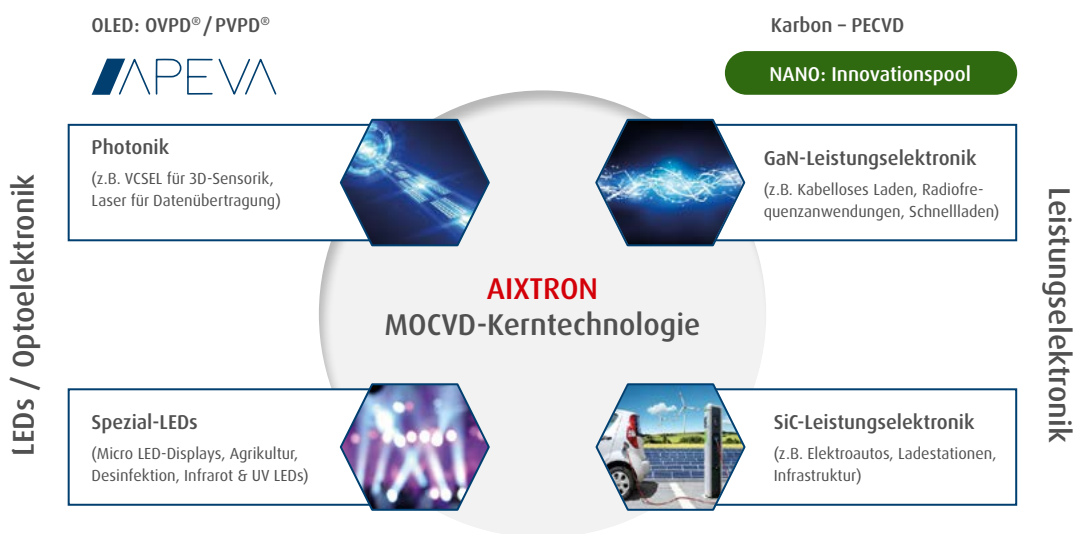 OLED: OVPD® / PVPD®
APEVA
Karbon – PECVD
NANO: Innovationspool
LEDs / Optoelektronik
Photonik
(z.B. VCSEL für 3D-Sensorik,
Laser für Datenübertragung)
GaN-Leistungselektronik
(z.B. Kabelloses Laden, Radiofre-
quenzanwendungen, Schnellladen)
Leistungselektronik
AIXTRON
MOCVD-Kerntechnologie
Spezial-LEDs
(Micro LED-Displays, Agrikultur,
Desinfektion, Infrarot & UV LEDs)
SiC-Leistungselektronik
(z.B. Elektroautos, Ladestationen,
Infrastruktur)